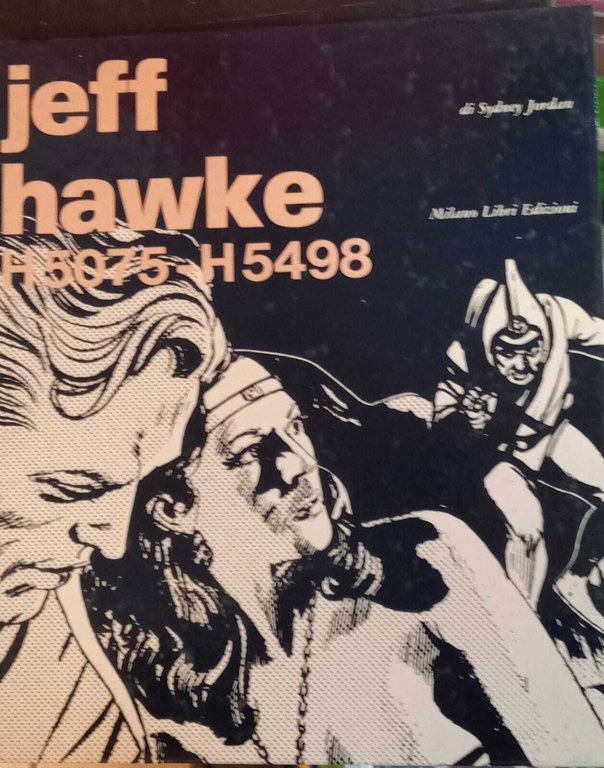 jeff
hawke
H5075-H5498
di Sydney Jordan
Milano Libri Edizioni